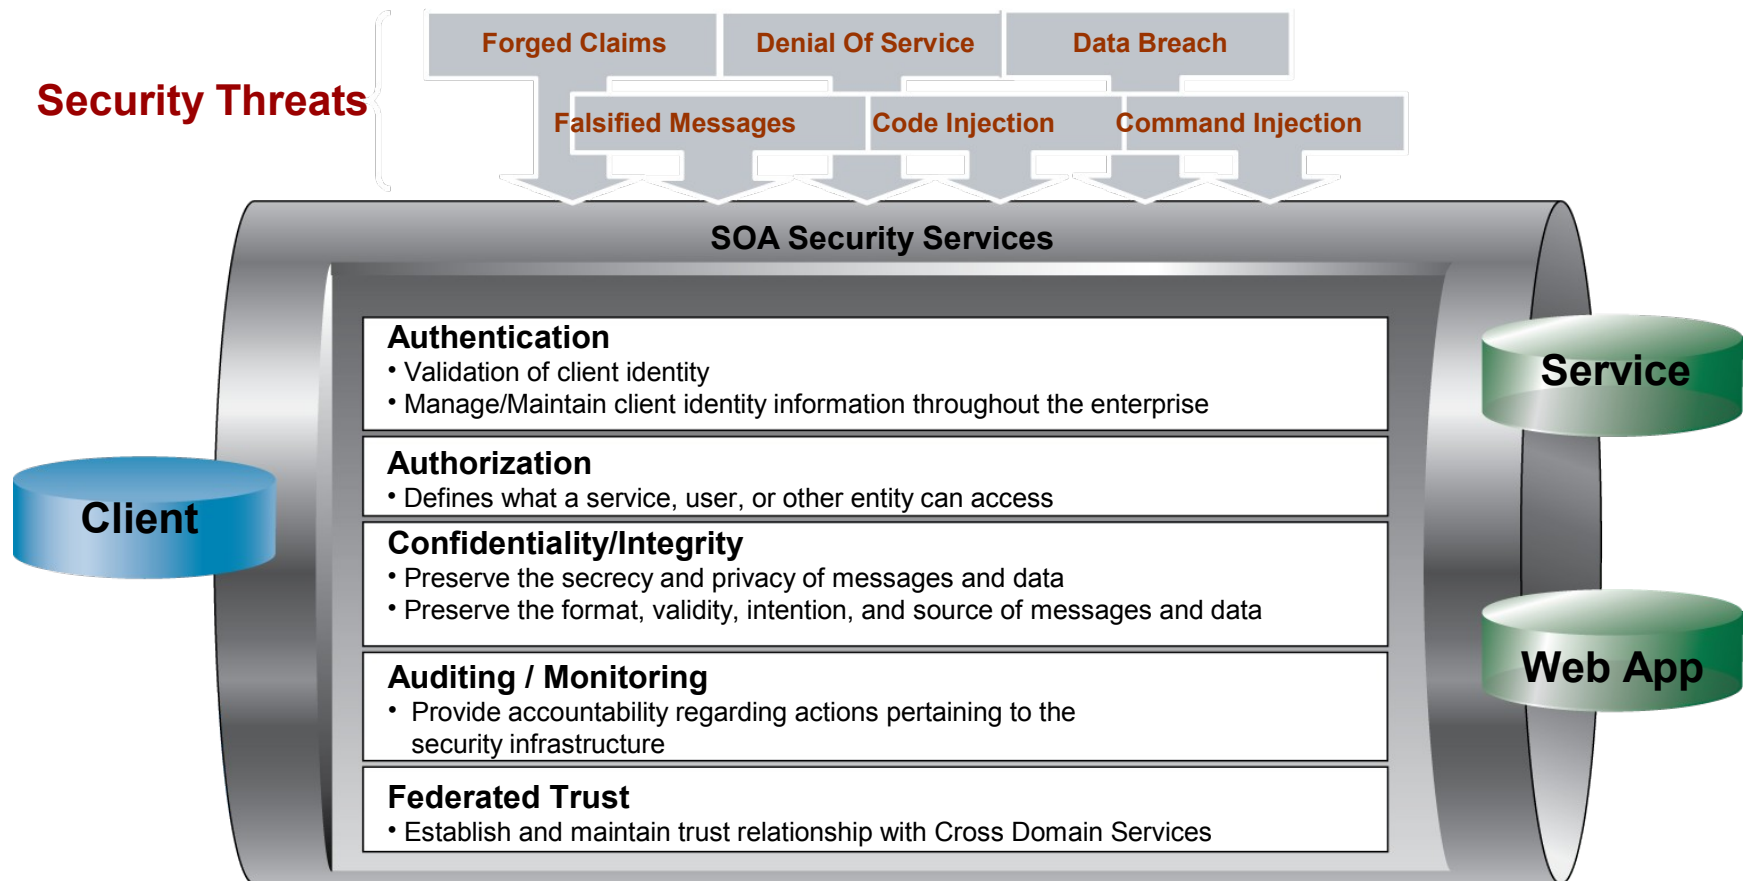 Forged Claims
Denial Of Service
Data Breach
Security Threats
Falsified Messages
Code Injection
Command Injection
SOA Security Services
Authentication
• Validation of client identity
• Manage/Maintain client identity information throughout the enterprise
Authorization
• Defines what a service, user, or other entity can access
Confidentiality/Integrity
• Preserve the secrecy and privacy of messages and data
• Preserve the format, validity, intention, and source of messages and data
Auditing / Monitoring
• Provide accountability regarding actions pertaining to the
security infrastructure
Federated Trust
• Establish and maintain trust relationship with Cross Domain Services
Client
Service
Web App